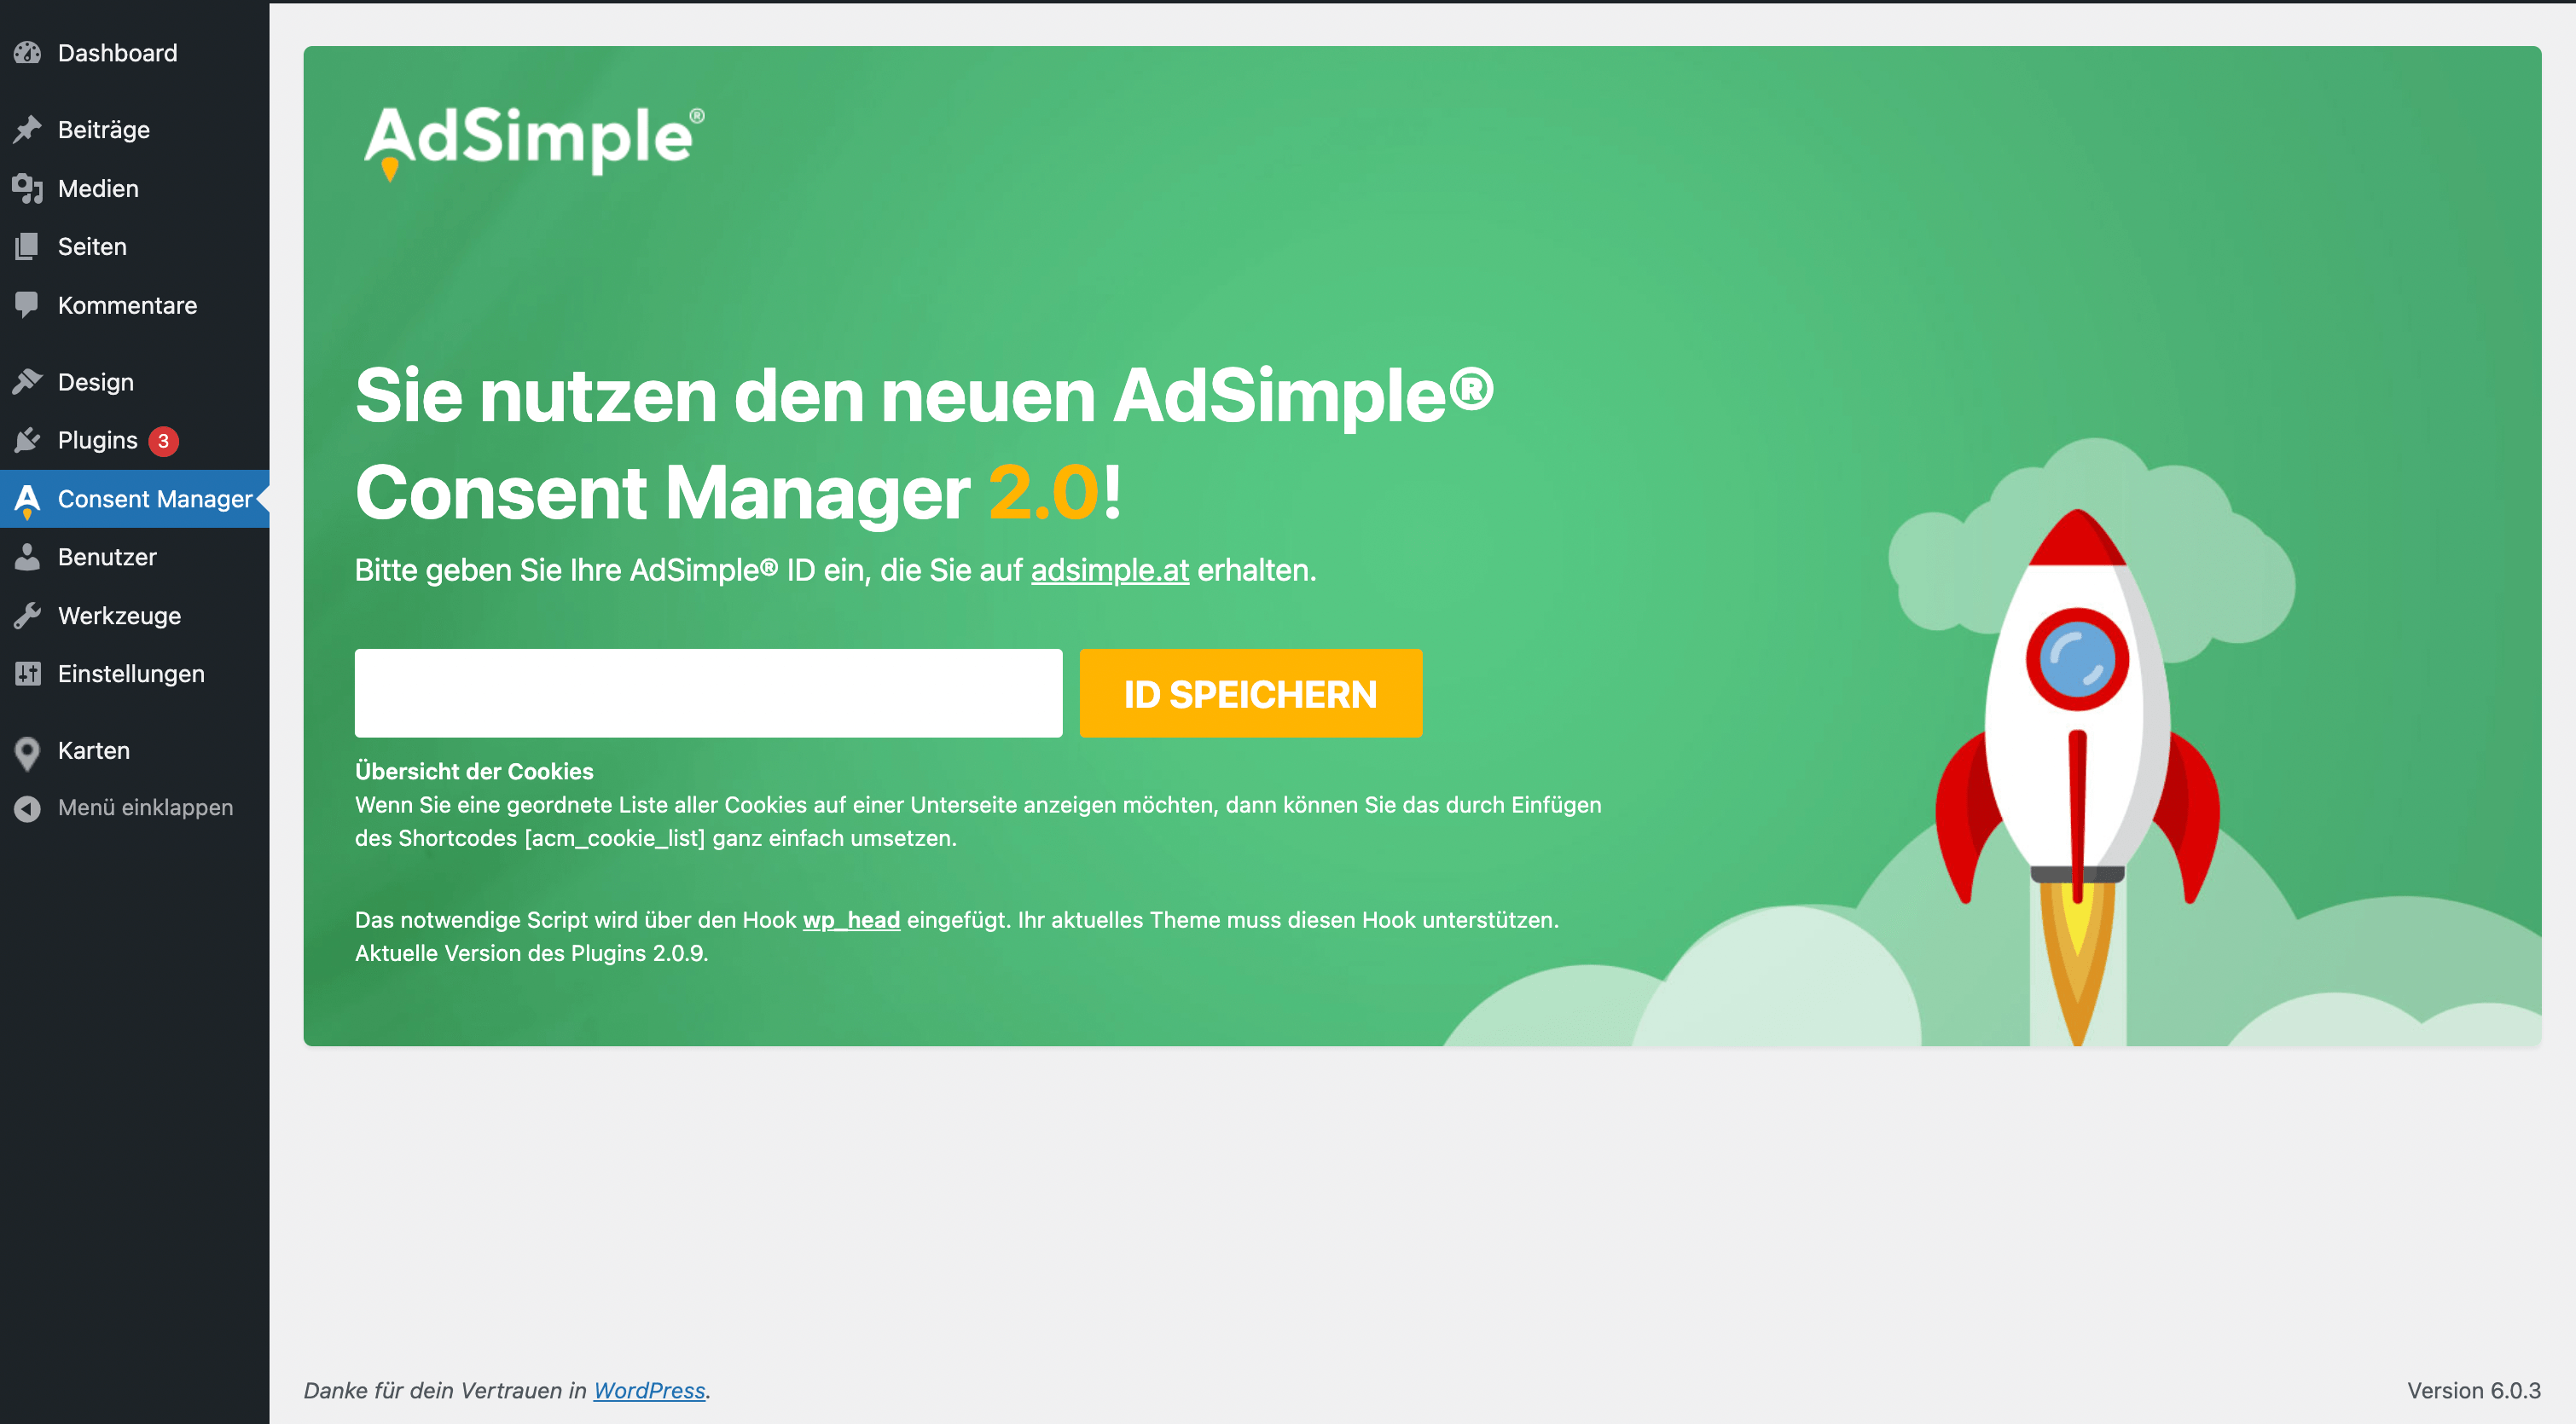 Dashboard
Beiträge
Medien
Seiten
Kommentare
Design
Plugins 3
Consent Manager
Benutzer
Werkzeuge
Einstellungen
Karten
Menü einklappen
AdSimple®
Sie nutzen den neuen AdSimple®
Consent Manager 2.0!
Bitte geben Sie Ihre AdSimple® ID ein, die Sie auf adsimple.at erhalten.
ID SPEICHERN
Übersicht der Cookies
Wenn Sie eine geordnete Liste aller Cookies auf einer Unterseite anzeigen möchten, dann können Sie das durch Einfügen
des Shortcodes [acm_cookie_list] ganz einfach umsetzen.
Das notwendige Script wird über den Hook wp_head eingefügt. Ihr aktuelles Theme muss diesen Hook unterstützen.
Aktuelle Version des Plugins 2.0.9.
Danke für dein Vertrauen in WordPress.
Version 6.0.3